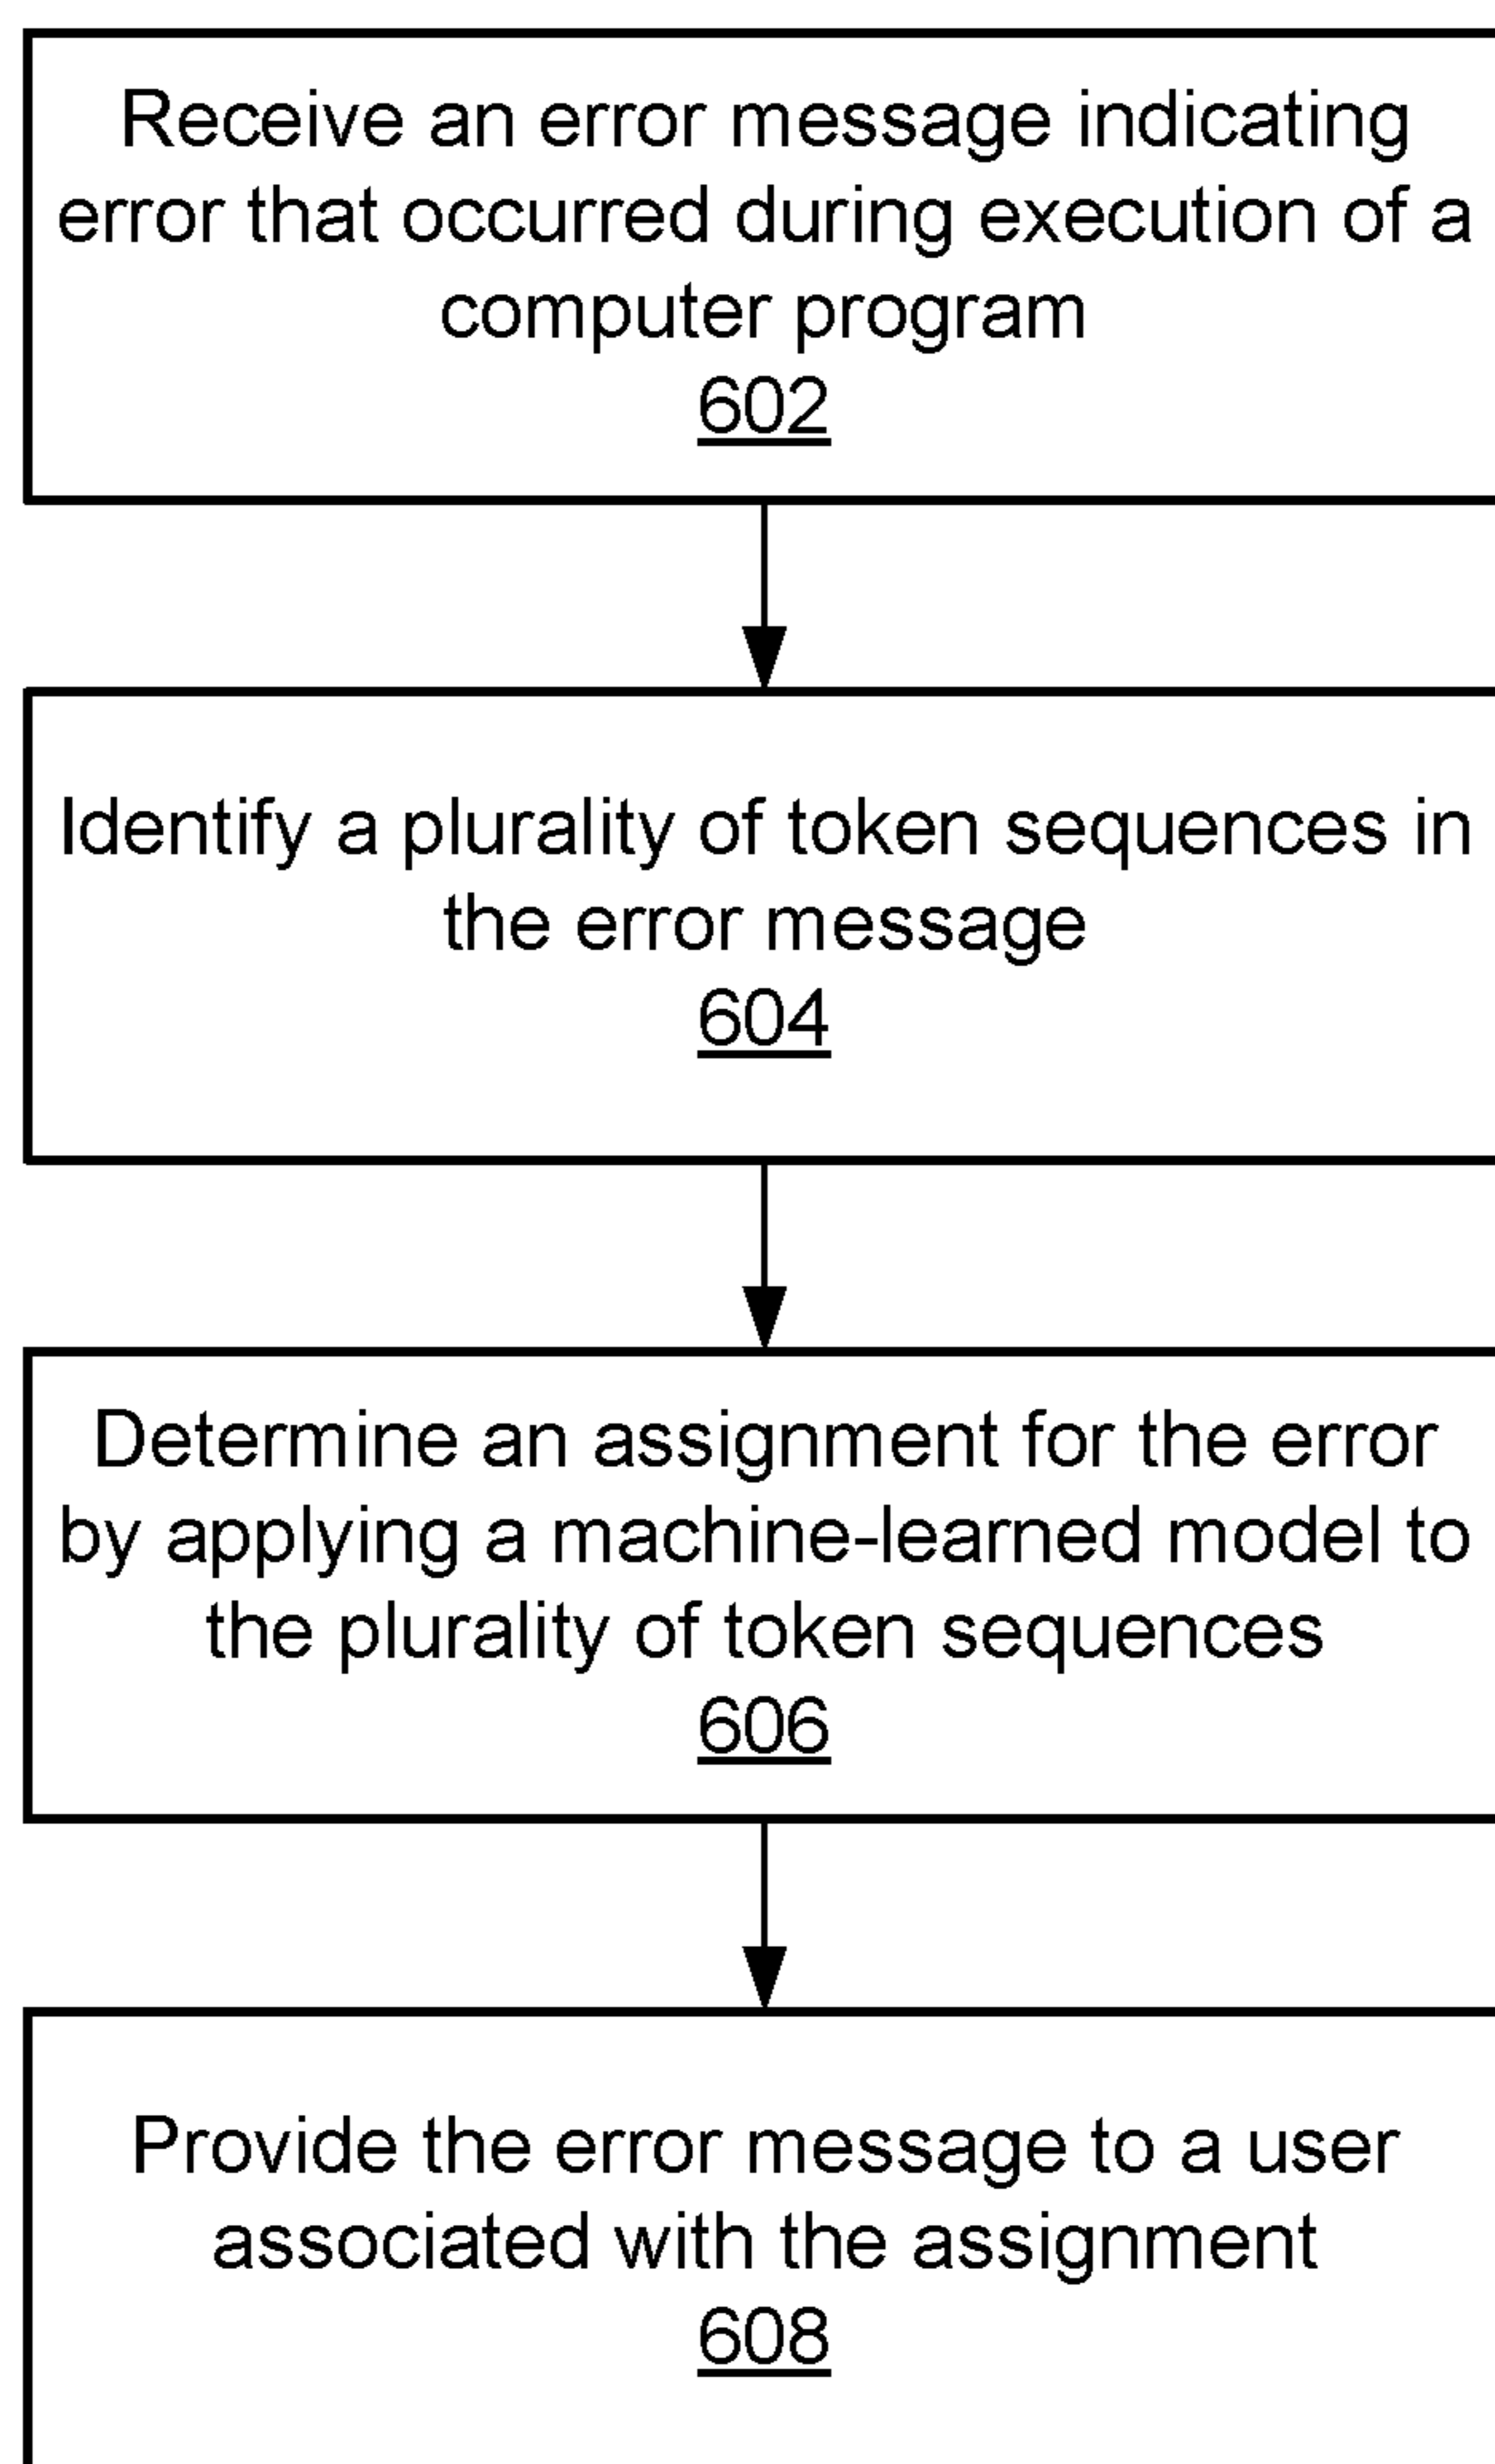 Receive an error message indicating
error that occurred during execution of a
computer program
602
Identify a plurality of token sequences in
the error message
604
Determine an assignment for the error
by applying a machine-learned model to
the plurality of token sequences
606
Provide the error message to a user
associated with the assignment
608